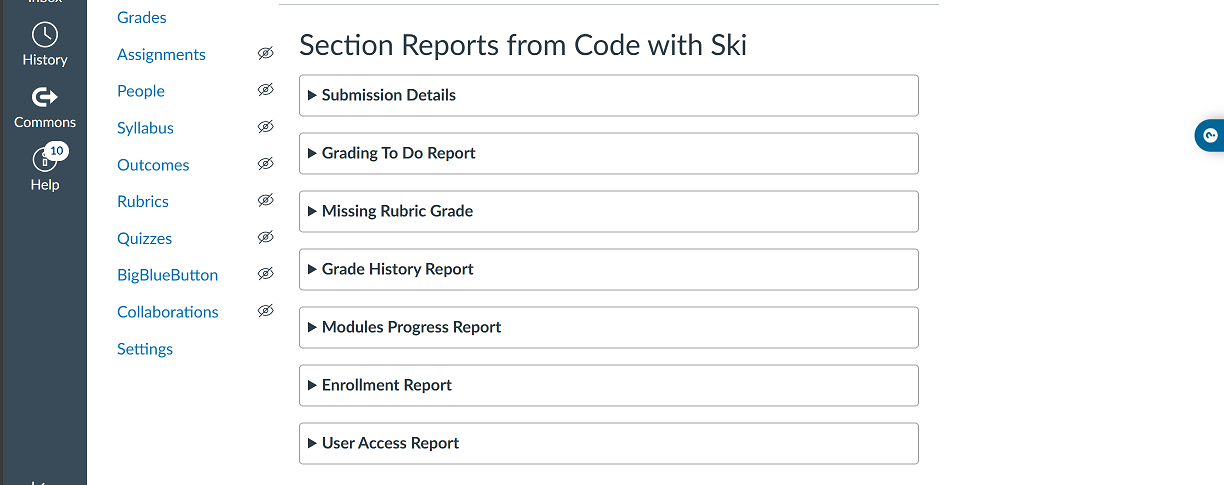 Inbox
History
Commons
10
Help
Grades
Assignments
People
Syllabus
Outcomes
Rubrics
Quizzes
BigBlueButton
Collaborations
Settings
Section Reports from Code with Ski
Submission Details
Grading To Do Report
Missing Rubric Grade
Grade History Report
Modules Progress Report
Enrollment Report
User Access Report